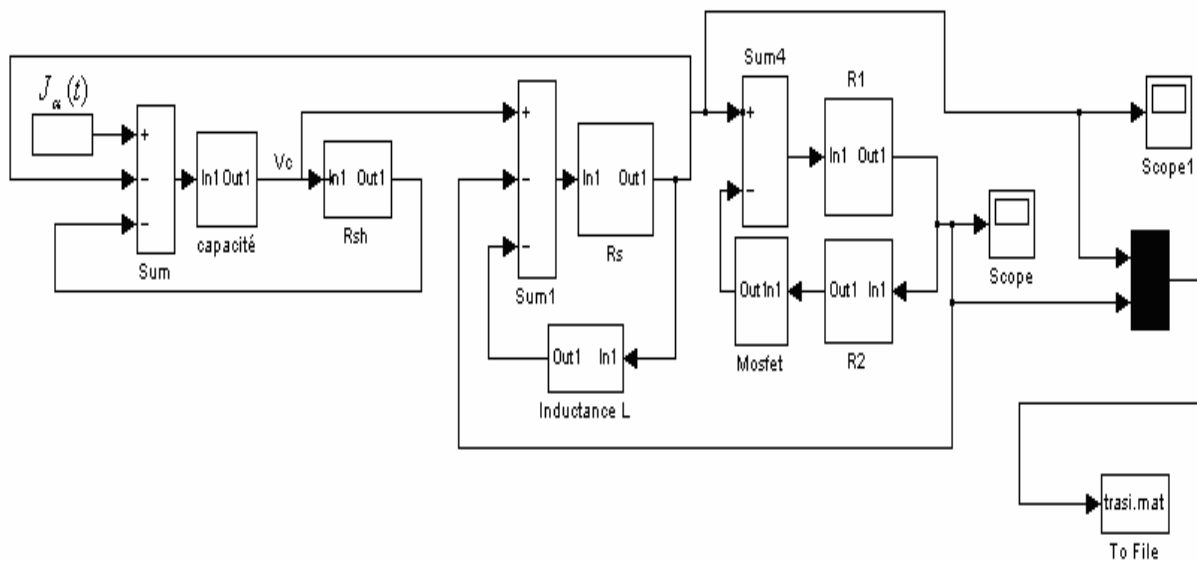 Sum4
R1
J_α(t)
+
−
−
Sum
In1 Out1
capacité
Vc
In1 Out1
Rsh
+
−
−
Sum1
In1 Out1
Rs
Out1 In1
Inductance L
+
−
In1 Out1
Out1 In1
Mosfet
Out1 In1
R2
Scope
Scope1
trasi.mat
To File